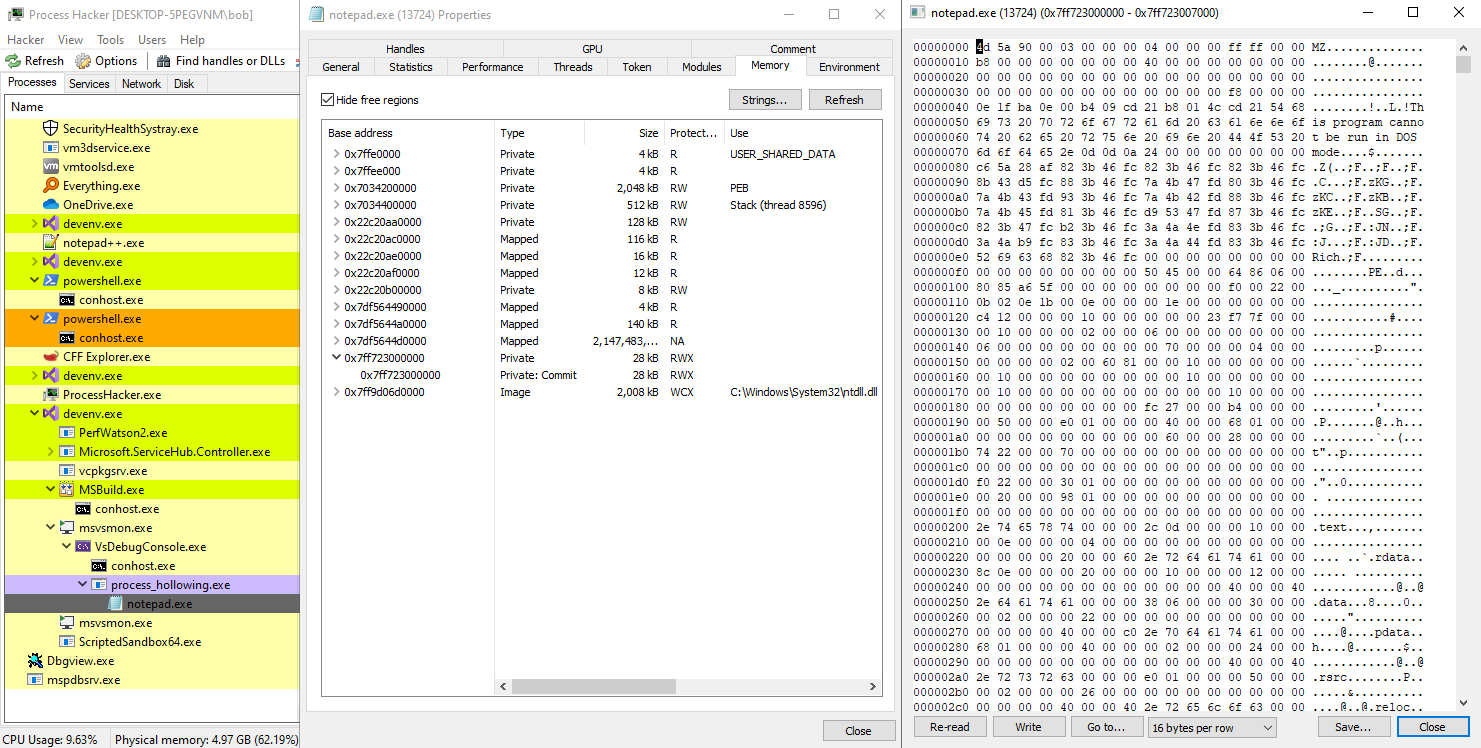 Process Hacker [DESKTOP-5PEGVNM\bob]
Hacker View Tools Users Help
Refresh Options Find handles or DLLs
Processes Services Network Disk
Name
SecurityHealthSystray.exe
vm3dservice.exe
vm vmtoolsd.exe
Everything.exe
OneDrive.exe
devenv.exe
notepad++.exe
devenv.exe
powershell.exe
conhost.exe
powershell.exe
conhost.exe
CFF Explorer.exe
devenv.exe
ProcessHacker.exe
devenv.exe
PerfWatson2.exe
Microsoft.ServiceHub.Controller.exe
vcpkgsrv.exe
MSBuild.exe
conhost.exe
msvsmon.exe
VsDebugConsole.exe
conhost.exe
process_hollowing.exe
notepad.exe
msvsmon.exe
ScriptedSandbox64.exe
Dbgview.exe
mspdbsrv.exe
CPU Usage: 9.63% Physical memory: 4.97 GB (62.19%)
notepad.exe (13724) Properties
Handles GPU Comment
General Statistics Performance Threads Token Modules Memory Environment
Hide free regions Strings... Refresh
Base address Type Size Protect... Use
0x7ffe0000 Private 4 kB R USER_SHARED_DATA
0x7ffee000 Private 4 kB R
0x7034200000 Private 2,048 kB RW PEB
0x7034400000 Private 512 kB RW Stack (thread 8596)
0x22c20aa0000 Private 128 kB RW
0x22c20ac0000 Mapped 116 kB R
0x22c20ae0000 Mapped 16 kB R
0x22c20af0000 Mapped 12 kB R
0x22c20b00000 Private 8 kB RW
0x7df564490000 Mapped 4 kB R
0x7df5644a0000 Mapped 140 kB R
0x7df5644d0000 Mapped 2,147,483,... NA
0x7ff723000000 Private 28 kB RWX
0x7ff723000000 Private: Commit 28 kB RWX
0x7ff9d06d0000 Image 2,008 kB WCX C:\Windows\System32\ntdll.dll
Close
notepad.exe (13724) (0x7ff723000000 - 0x7ff723007000)
00000000 4d 5a 90 00 03 00 00 00 04 00 00 00 ff ff 00 00 MZ..............
00000010 b8 00 00 00 00 00 00 00 40 00 00 00 00 00 00 00 ........@.......
00000020 00 00 00 00 00 00 00 00 00 00 00 00 00 00 00 00 ................
00000030 00 00 00 00 00 00 00 00 00 00 00 00 f8 00 00 00 ................
00000040 0e 1f ba 0e 00 b4 09 cd 21 b8 01 4c cd 21 54 68 ........!..L.!Th
00000050 69 73 20 70 72 6f 67 72 61 6d 20 63 61 6e 6e 6f is program canno
00000060 74 20 62 65 20 72 75 6e 20 69 6e 20 44 4f 53 20 t be run in DOS
00000070 6d 6f 64 65 2e 0d 0d 0a 24 00 00 00 00 00 00 00 mode....$.......
00000080 c6 5a 28 af 82 3b 46 fc 82 3b 46 fc 82 3b 46 fc .Z(..;F..;F..;F.
00000090 8b 43 d5 fc 88 3b 46 fc 7a 4b 47 fd 80 3b 46 fc .C...;F.zKG..;F.
000000a0 7a 4b 43 fd 93 3b 46 fc 7a 4b 42 fd 88 3b 46 fc zKC..;F.zKB..;F.
000000b0 7a 4b 45 fd 81 3b 46 fc d9 53 47 fd 87 3b 46 fc zKE..;F..SG..;F.
000000c0 82 3b 47 fc b2 3b 46 fc 3a 4a 4e fd 83 3b 46 fc .;G..;F.:JN..;F.
000000d0 3a 4a b9 fc 83 3b 46 fc 3a 4a 44 fd 83 3b 46 fc :J...;F.:JD..;F.
000000e0 52 69 63 68 82 3b 46 fc 00 00 00 00 00 00 00 00 Rich.;F.........
000000f0 00 00 00 00 00 00 00 00 50 45 00 00 64 86 06 00 ........PE..d...
00000100 80 85 a6 5f 00 00 00 00 00 00 00 00 f0 00 22 00 ..._..........".
00000110 0b 02 0e 1b 00 0e 00 00 00 1e 00 00 00 00 00 00 ................
00000120 c4 12 00 00 00 10 00 00 00 00 00 23 f7 7f 00 00 ...........#....
00000130 00 10 00 00 00 02 00 00 06 00 00 00 00 00 00 00 ................
00000140 06 00 00 00 00 00 00 00 00 70 00 00 00 04 00 00 .........p......
00000150 00 00 00 00 02 00 60 81 00 00 10 00 00 00 00 00 ......`.........
00000160 00 10 00 00 00 00 00 00 00 00 10 00 00 00 00 00 ................
00000170 00 10 00 00 00 00 00 00 00 00 00 00 10 00 00 00 ................
00000180 00 00 00 00 00 00 00 00 fc 27 00 00 b4 00 00 00 .........'......
00000190 00 50 00 00 e0 01 00 00 00 40 00 00 68 01 00 00 .P.......@..h...
000001a0 00 00 00 00 00 00 00 00 00 60 00 00 28 00 00 00 .........`..(...
000001b0 74 22 00 00 70 00 00 00 00 00 00 00 00 00 00 00 t"..p...........
000001c0 00 00 00 00 00 00 00 00 00 00 00 00 00 00 00 00 ................
000001d0 f0 22 00 00 30 01 00 00 00 00 00 00 00 00 00 00 ."..0...........
000001e0 00 20 00 00 98 01 00 00 00 00 00 00 00 00 00 00 . ..............
000001f0 00 00 00 00 00 00 00 00 00 00 00 00 00 00 00 00 ................
00000200 2e 74 65 78 74 00 00 00 2c 0d 00 00 00 10 00 00 .text...,.......
00000210 00 0e 00 00 00 04 00 00 00 00 00 00 00 00 00 00 ................
00000220 00 00 00 00 20 00 00 60 2e 72 64 61 74 61 00 00 .... ..`.rdata..
00000230 8c 0e 00 00 00 20 00 00 00 10 00 00 00 12 00 00 ..... ..........
00000240 00 00 00 00 00 00 00 00 00 00 00 00 40 00 00 40 ............@..@
00000250 2e 64 61 74 61 00 00 00 38 06 00 00 00 30 00 00 .data...8....0..
00000260 00 02 00 00 00 22 00 00 00 00 00 00 00 00 00 00 ....."..........
00000270 00 00 00 00 40 00 00 c0 2e 70 64 61 74 61 00 00 ....@....pdata..
00000280 68 01 00 00 00 40 00 00 00 02 00 00 00 24 00 00 h....@.......$..
00000290 00 00 00 00 00 00 00 00 00 00 00 00 40 00 00 40 ............@..@
000002a0 2e 72 73 72 63 00 00 00 e0 01 00 00 00 50 00 00 .rsrc........P..
000002b0 00 02 00 00 00 26 00 00 00 00 00 00 00 00 00 00 .....&..........
000002c0 00 00 00 00 40 00 00 40 2e 72 65 6c 6f 63 00 00 ....@..@.reloc..
Re-read Write Go to... 16 bytes per row Save... Close